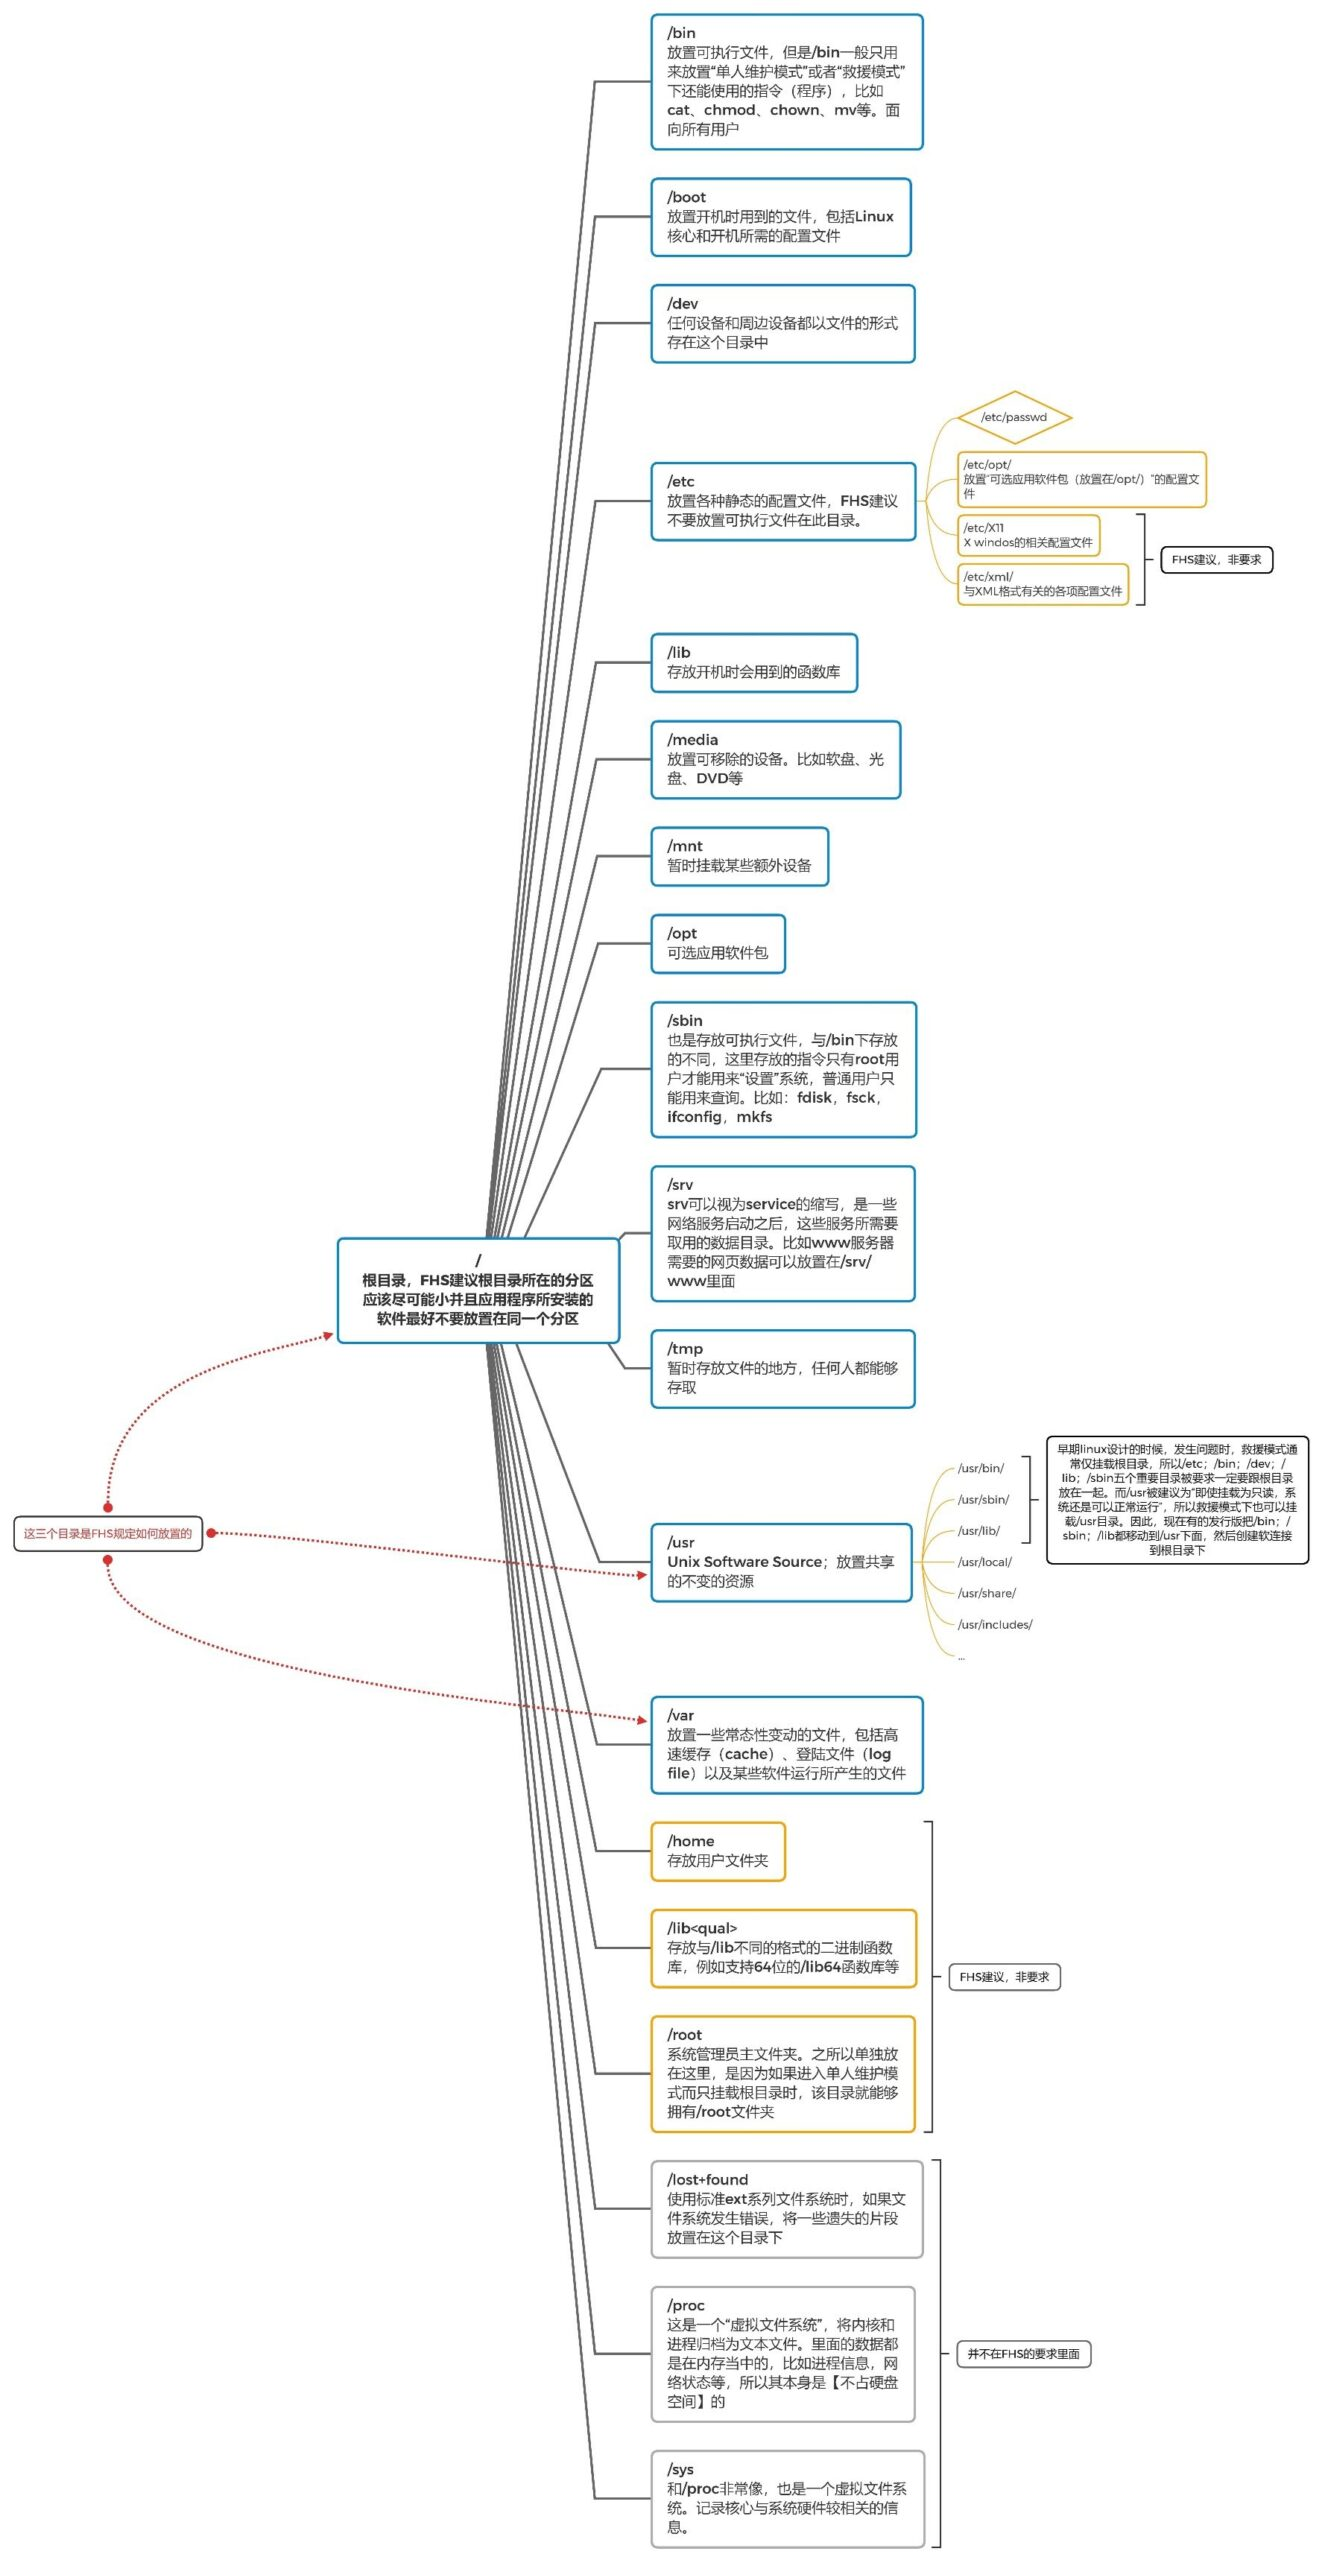 /bin
放置可执行文件，但是/bin一般只用
来放置“单人维护模式”或者“救援模式”
下还能使用的指令（程序），比如
cat、chmod、chown、mv等。面
向所有用户
/boot
放置开机时用到的文件，包括Linux
核心和开机所需的配置文件
/dev
任何设备和周边设备都以文件的形式
存在这个目录中
/etc
放置各种静态的配置文件，FHS建议
不要放置可执行文件在此目录。
/etc/passwd
/etc/opt/
放置“可选应用软件包（放置在/opt/）”的配置文
件
/etc/X11
X windos的相关配置文件
/etc/xml/
与XML格式有关的各项配置文件
FHS建议，非要求
/lib
存放开机时会用到的函数库
/media
放置可移除的设备。比如软盘、光
盘、DVD等
/mnt
暂时挂载某些额外设备
/opt
可选应用软件包
/sbin
也是存放可执行文件，与/bin下存放
的不同，这里存放的指令只有root用
户才能用来“设置”系统，普通用户只
能用来查询。比如：fdisk，fsck，
ifconfig，mkfs
/srv
srv可以视为service的缩写，是一些
网络服务启动之后，这些服务所需要
取用的数据目录。比如www服务器
需要的网页数据可以放置在/srv/
www里面
/
根目录，FHS建议根目录所在的分区
应该尽可能小并且应用程序所安装的
软件最好不要放置在同一个分区
/tmp
暂时存放文件的地方，任何人都能够
存取
这三个目录是FHS规定如何放置的
/usr
Unix Software Source；放置共享
的不变的资源
/usr/bin/
/usr/sbin/
/usr/lib/
/usr/local/
/usr/share/
/usr/includes/
...
早期linux设计的时候，发生问题时，救援模式通
常仅挂载根目录，所以/etc；/bin；/dev；/
lib；/sbin五个重要目录被要求一定要跟根目录
放在一起。而/usr被建议为“即使挂载为只读，系
统还是可以正常运行”，所以救援模式下也可以挂
载/usr目录。因此，现在有的发行版把/bin；/
sbin；/lib都移动到/usr下面，然后创建软连接
到根目录下
/var
放置一些常态性变动的文件，包括高
速缓存（cache）、登陆文件（log
file）以及某些软件运行所产生的文件
/home
存放用户文件夹
/lib<qual>
存放与/lib不同的格式的二进制函数
库，例如支持64位的/lib64函数库等
/root
系统管理员主文件夹。之所以单独放
在这里，是因为如果进入单人维护模
式而只挂载根目录时，该目录就能够
拥有/root文件夹
FHS建议，非要求
/lost+found
使用标准ext系列文件系统时，如果文
件系统发生错误，将一些遗失的片段
放置在这个目录下
/proc
这是一个“虚拟文件系统”，将内核和
进程归档为文本文件。里面的数据都
是在内存当中的，比如进程信息，网
络状态等，所以其本身是【不占硬盘
空间】的
/sys
和/proc非常像，也是一个虚拟文件系
统。记录核心与系统硬件较相关的信
息。
并不在FHS的要求里面